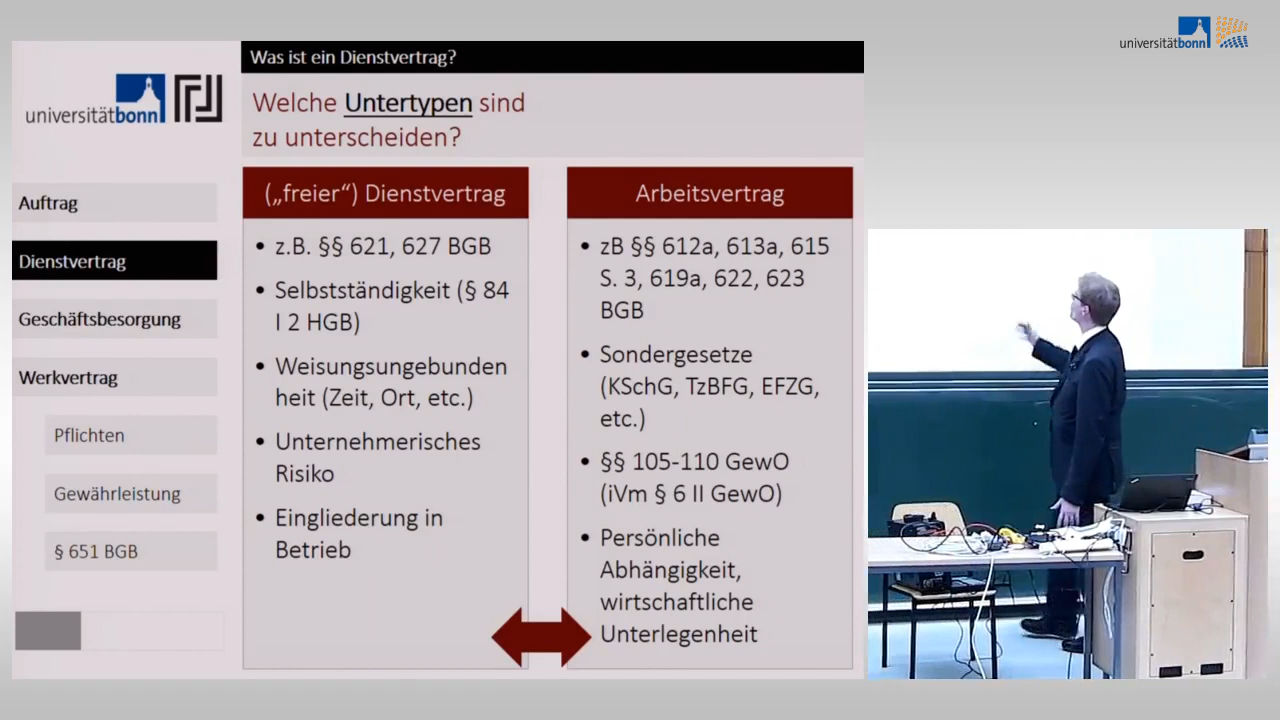 universitätbonn
Was ist ein Dienstvertrag?
universitätbonn
Welche Untertypen sind
zu unterscheiden?
Auftrag
Dienstvertrag
Geschäftsbesorgung
Werkvertrag
Pflichten
Gewährleistung
§ 651 BGB
(„freier“) Dienstvertrag
• z.B. §§ 621, 627 BGB
• Selbstständigkeit (§ 84
I 2 HGB)
• Weisungsungebunden
heit (Zeit, Ort, etc.)
• Unternehmerisches
Risiko
• Eingliederung in
Betrieb
Arbeitsvertrag
• zB §§ 612a, 613a, 615
S. 3, 619a, 622, 623
BGB
• Sondergesetze
(KSchG, TzBFG, EFZG,
etc.)
• §§ 105-110 GewO
(iVm § 6 II GewO)
• Persönliche
Abhängigkeit,
wirtschaftliche
Unterlegenheit